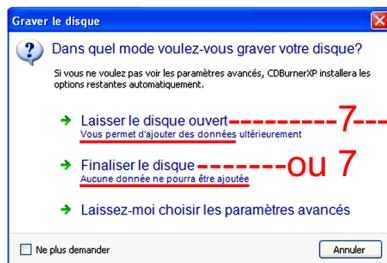 Graver le disque
Dans quel mode voulez-vous graver votre disque?
Si vous ne voulez pas voir les paramètres avancés, CDBurnerXP installera les
options restantes automatiquement.
Laisser le disque ouvert 7
Vous permet d'ajouter des données ultérieurement
Finaliser le disque ou 7
Aucune donnée ne pourra être ajoutée
Laissez-moi choisir les paramètres avancés
Ne plus demander
Annuler